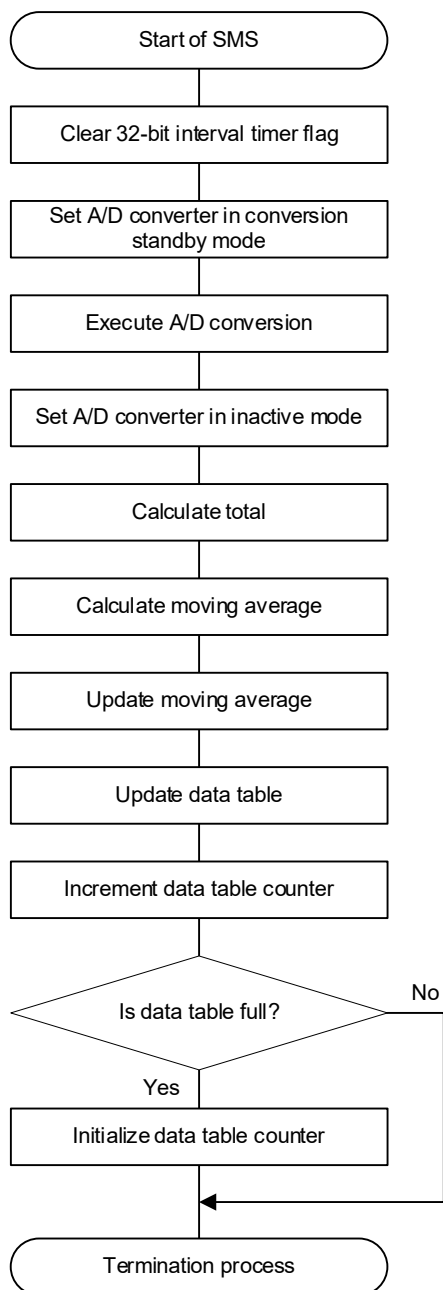 Start of SMS
Clear 32-bit interval timer flag
Set A/D converter in conversion
standby mode
Execute A/D conversion
Set A/D converter in inactive mode
Calculate total
Calculate moving average
Update moving average
Update data table
Increment data table counter
Is data table full?
No
Yes
Initialize data table counter
Termination process